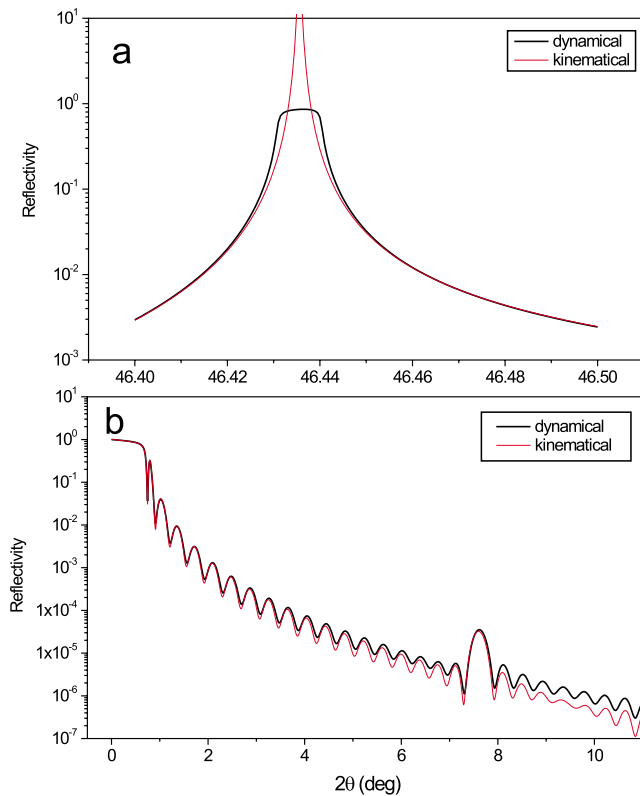 a
10^1
10^0
10^-1
10^-2
10^-3
Reflectivity
dynamical
kinematical
46.40 46.42 46.44 46.46 46.48 46.50
b
10^1
10^0
10^-1
10^-2
10^-3
1x10^-4
1x10^-5
10^-6
10^-7
Reflectivity
dynamical
kinematical
0 2 4 6 8 10
2θ (deg)